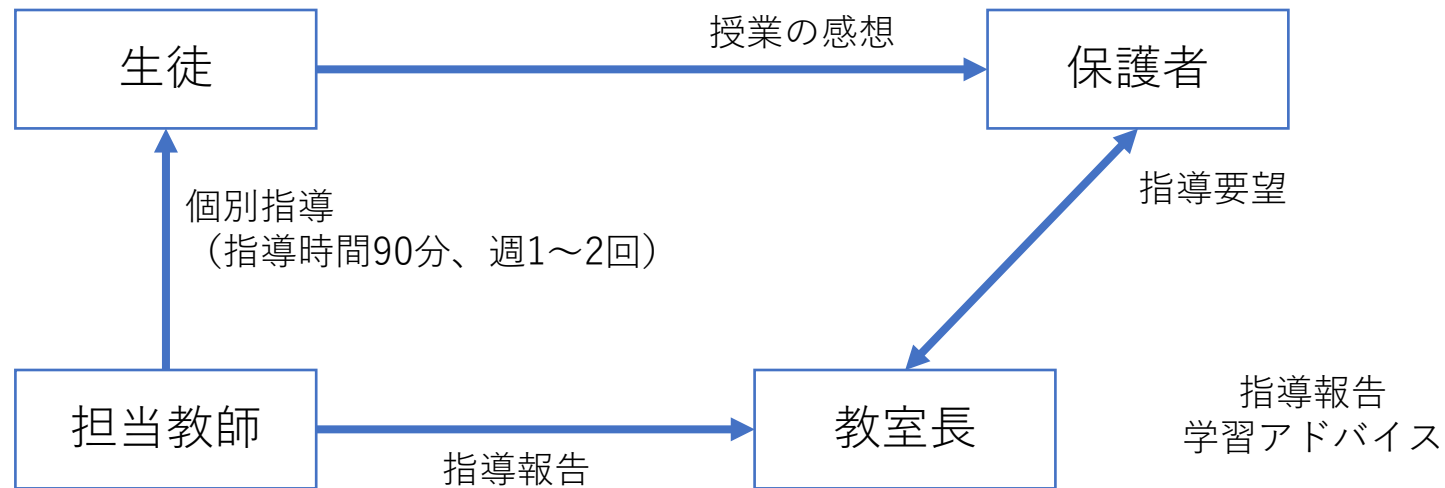 授業の感想
生徒
保護者
指導要望
個別指導
（指導時間90分、週1～2回）
担当教師
教室長
指導報告
学習アドバイス
指導報告